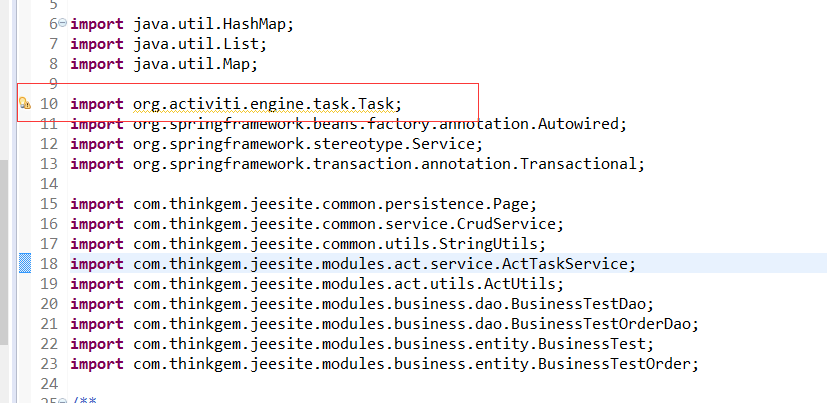 5
6 import java.util.HashMap;
7 import java.util.List;
8 import java.util.Map;
9
10 import org.activiti.engine.task.Task;
11 import org.springframework.beans.factory.annotation.Autowired;
12 import org.springframework.stereotype.Service;
13 import org.springframework.transaction.annotation.Transactional;
14
15 import com.thinkgem.jeesite.common.persistence.Page;
16 import com.thinkgem.jeesite.common.service.CrudService;
17 import com.thinkgem.jeesite.common.utils.StringUtils;
18 import com.thinkgem.jeesite.modules.act.service.ActTaskService;
19 import com.thinkgem.jeesite.modules.act.utils.ActUtils;
20 import com.thinkgem.jeesite.modules.business.dao.BusinessTestDao;
21 import com.thinkgem.jeesite.modules.business.dao.BusinessTestOrderDao;
22 import com.thinkgem.jeesite.modules.business.entity.BusinessTest;
23 import com.thinkgem.jeesite.modules.business.entity.BusinessTestOrder;
24
25 /**